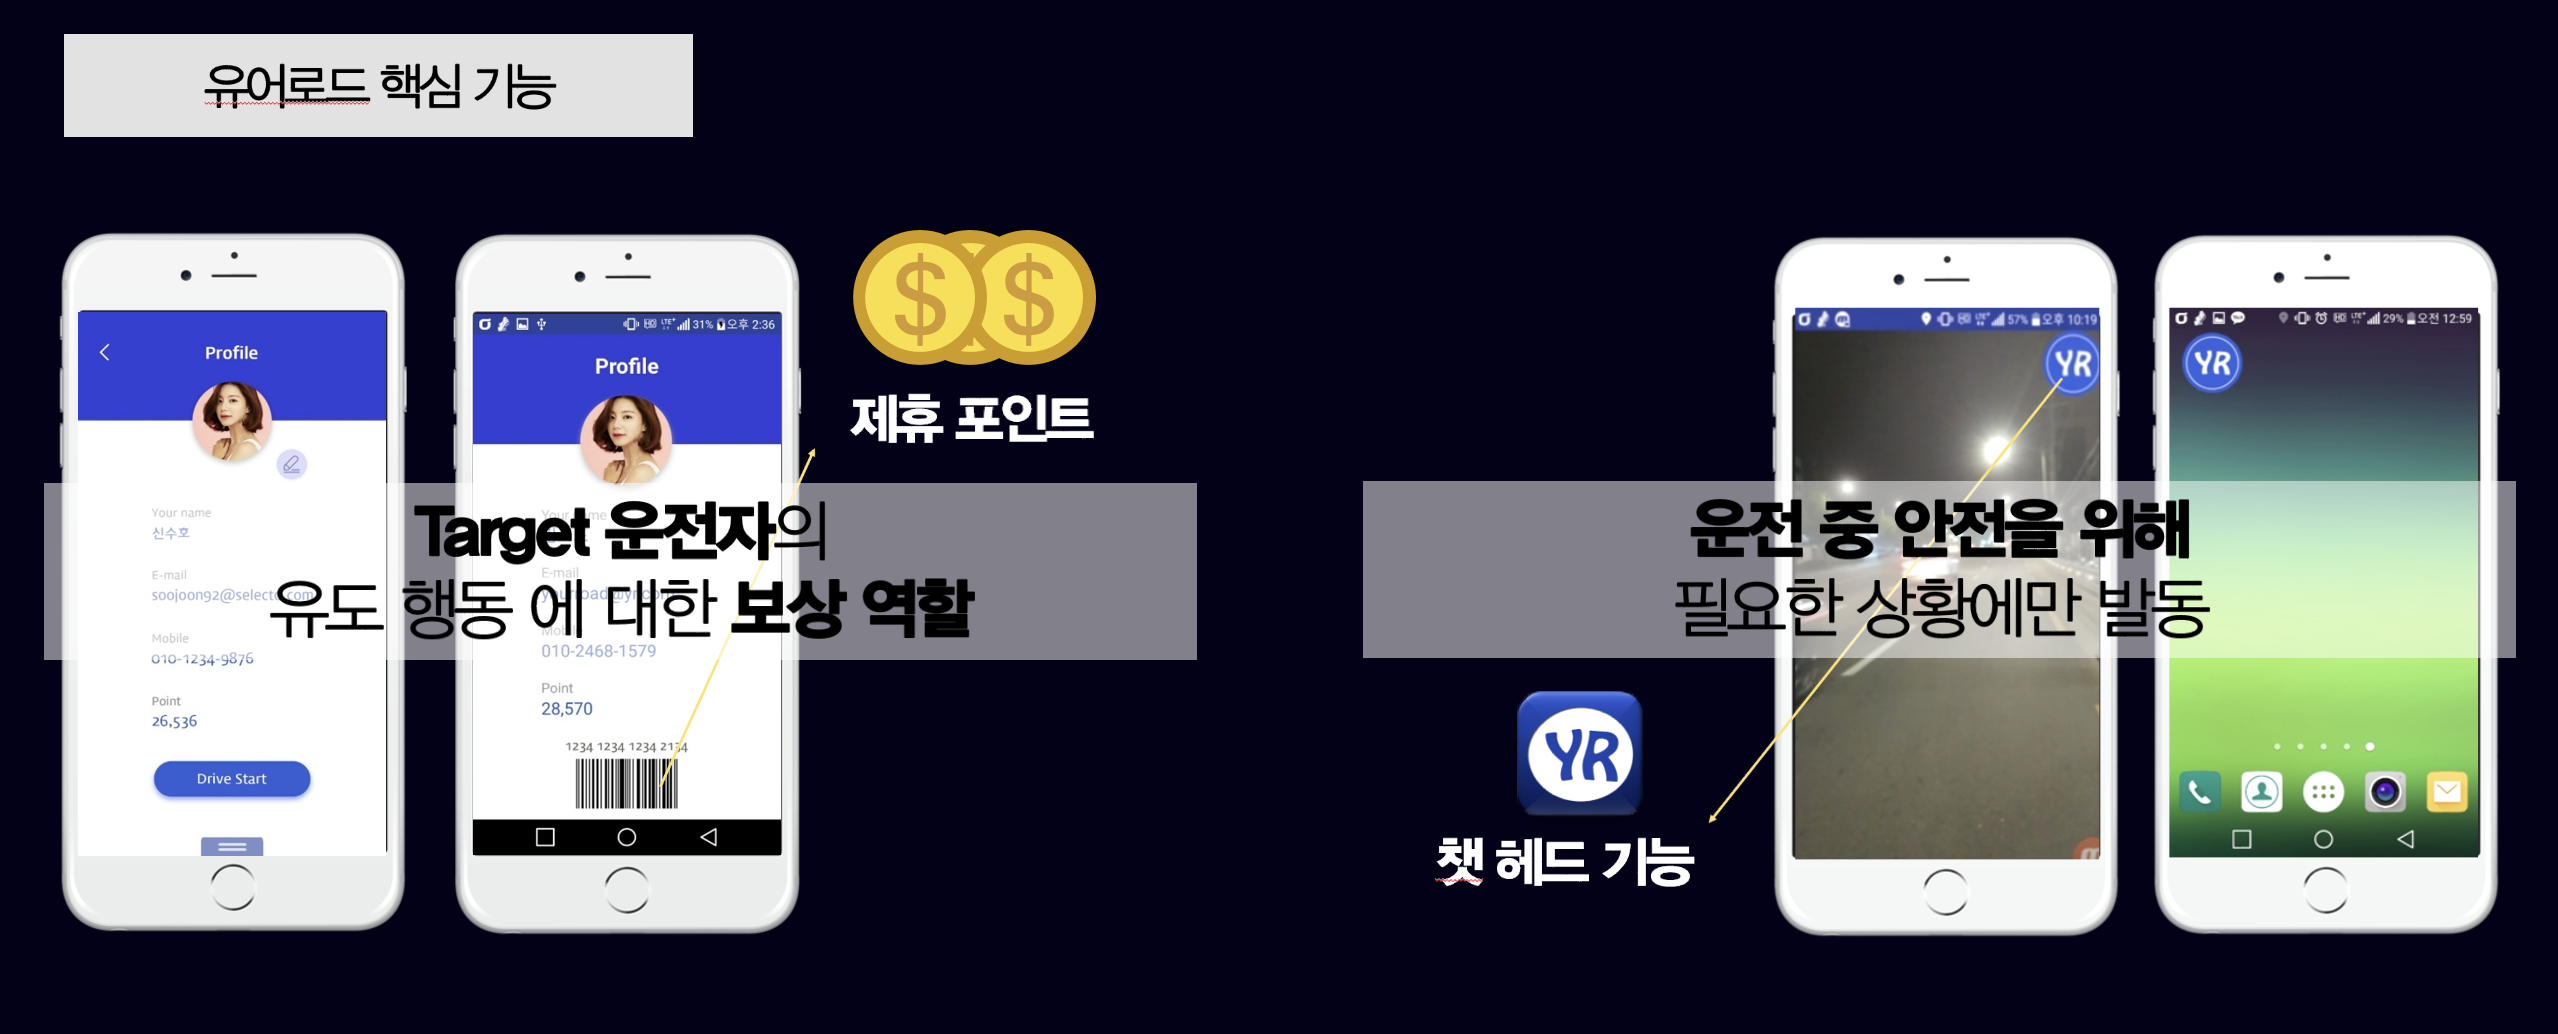 유어로드 핵심 기능
Profile
Your name
신수호
E-mail
Mobile
010-1234-9876
Point
26,536
Drive Start
31% 오후 2:36
Profile
Your name
E-mail
Mobile
010-2468-1579
Point
28,570
1234 1234 1234 2134
$ $
제휴 포인트
Target 운전자의
유도 행동 에 대한 보상 역할
57% 오후 10:19
YR
29% 오전 12:59
YR
운전 중 안전을 위해
필요한 상황에만 발동
YR
챗 헤드 기능